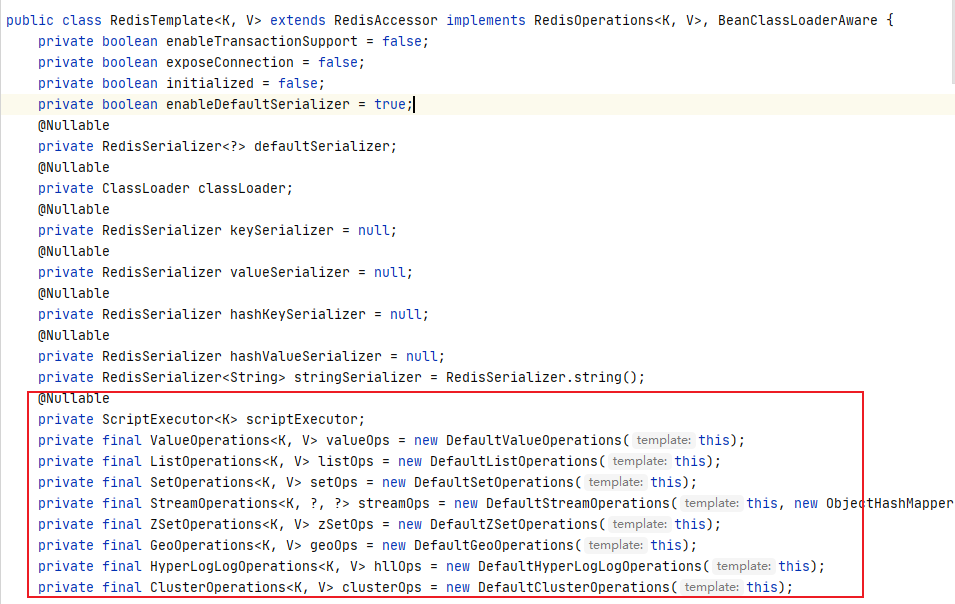 public class RedisTemplate<K, V> extends RedisAccessor implements RedisOperations<K, V>, BeanClassLoaderAware {
    private boolean enableTransactionSupport = false;
    private boolean exposeConnection = false;
    private boolean initialized = false;
    private boolean enableDefaultSerializer = true;
    @Nullable
    private RedisSerializer<?> defaultSerializer;
    @Nullable
    private ClassLoader classLoader;
    @Nullable
    private RedisSerializer keySerializer = null;
    @Nullable
    private RedisSerializer valueSerializer = null;
    @Nullable
    private RedisSerializer hashKeySerializer = null;
    @Nullable
    private RedisSerializer hashValueSerializer = null;
    private RedisSerializer<String> stringSerializer = RedisSerializer.string();
    @Nullable
    private ScriptExecutor<K> scriptExecutor;
    private final ValueOperations<K, V> valueOps = new DefaultValueOperations( template: this);
    private final ListOperations<K, V> listOps = new DefaultListOperations( template: this);
    private final SetOperations<K, V> setOps = new DefaultSetOperations( template: this);
    private final StreamOperations<K, ?, ?> streamOps = new DefaultStreamOperations( template: this, new ObjectHashMapper
    private final ZSetOperations<K, V> zSetOps = new DefaultZSetOperations( template: this);
    private final GeoOperations<K, V> geoOps = new DefaultGeoOperations( template: this);
    private final HyperLogLogOperations<K, V> hllOps = new DefaultHyperLogLogOperations( template: this);
    private final ClusterOperations<K, V> clusterOps = new DefaultClusterOperations( template: this);